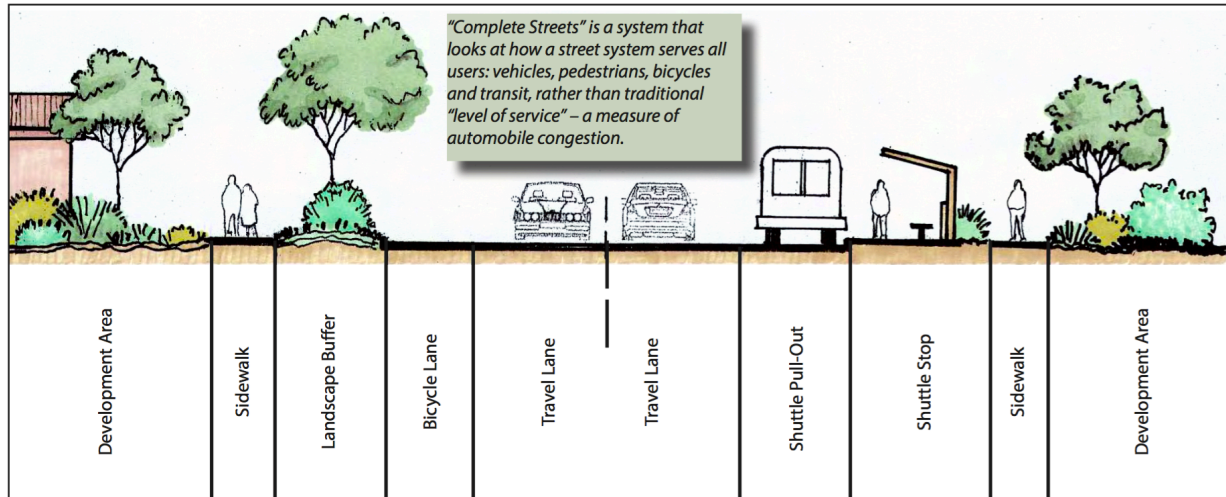 “Complete Streets” is a system that
looks at how a street system serves all
users: vehicles, pedestrians, bicycles
and transit, rather than traditional
“level of service” – a measure of
automobile congestion.
Development Area
Sidewalk
Landscape Buffer
Bicycle Lane
Travel Lane
Travel Lane
Shuttle Pull-Out
Shuttle Stop
Sidewalk
Development Area